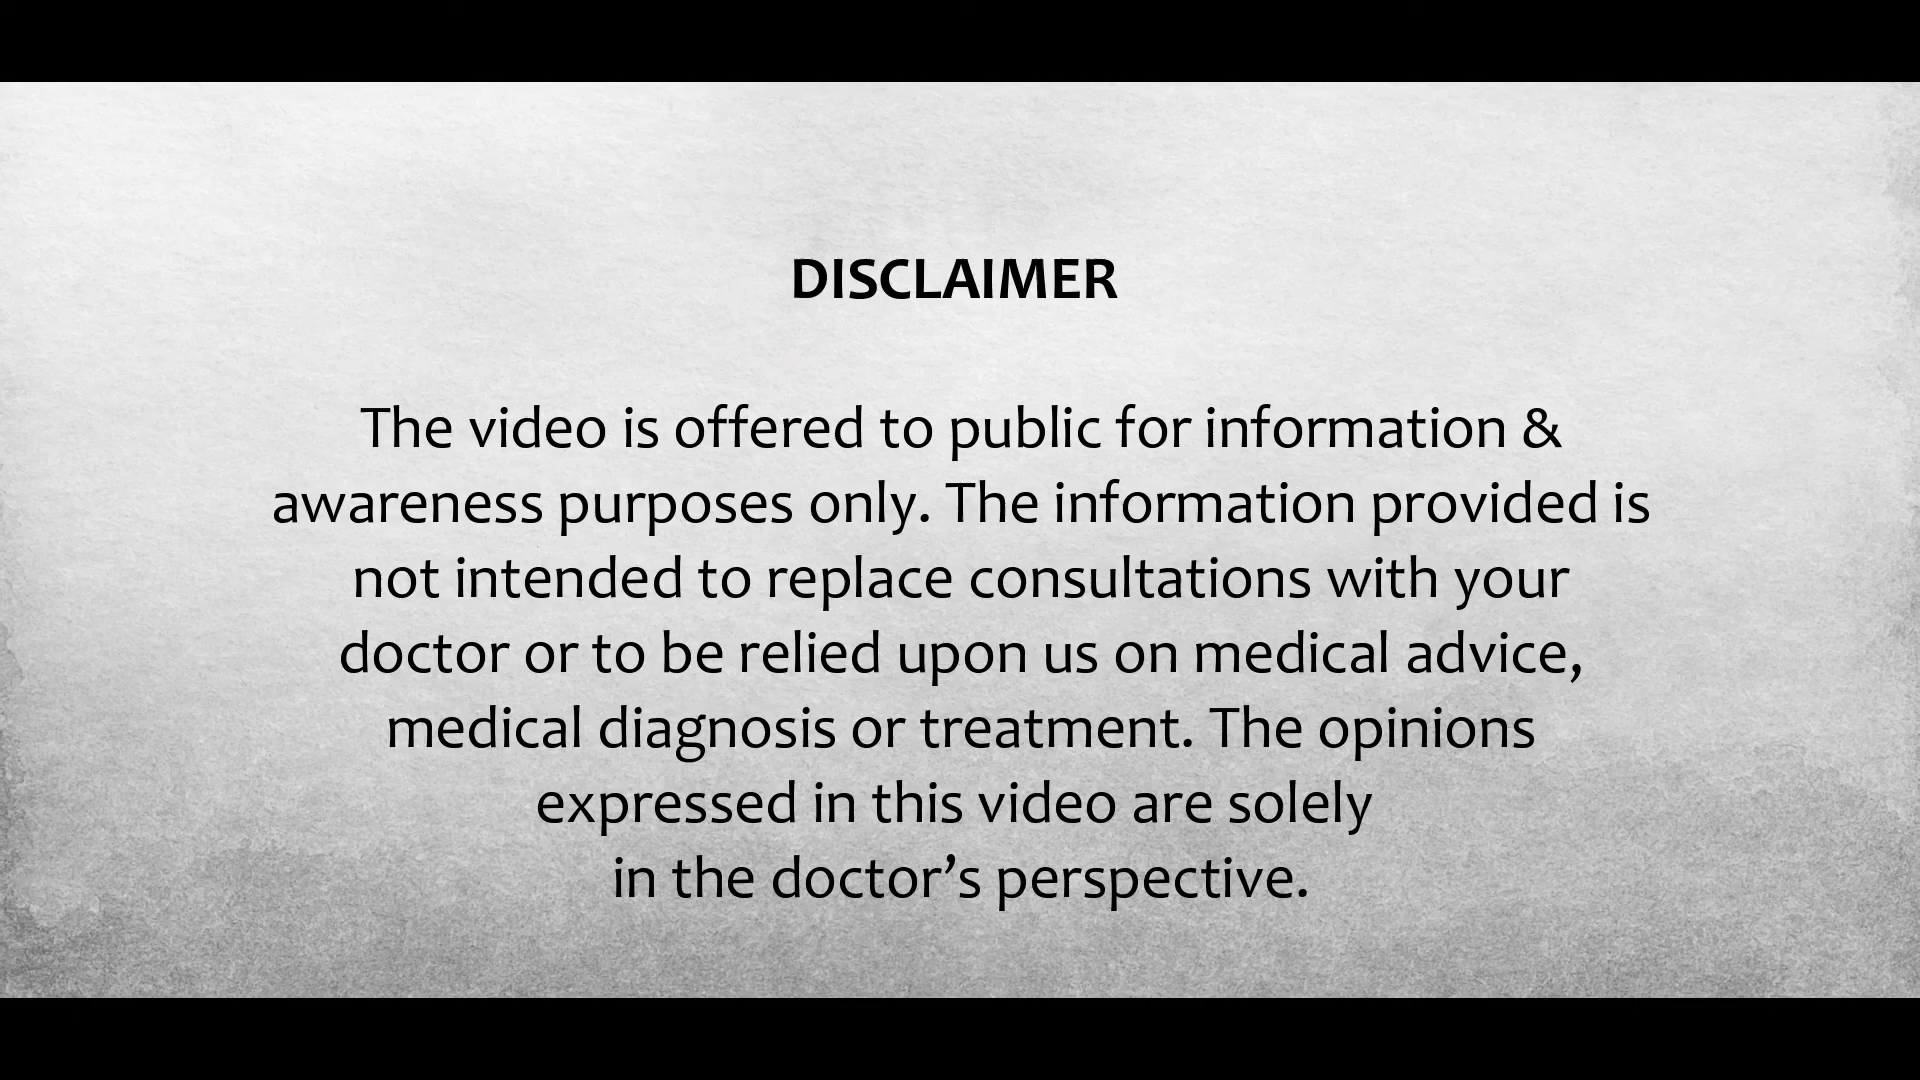 DISCLAIMER
The video is offered to public for information &
awareness purposes only. The information provided is
not intended to replace consultations with your
doctor or to be relied upon us on medical advice,
medical diagnosis or treatment. The opinions
expressed in this video are solely
in the doctor’s perspective.